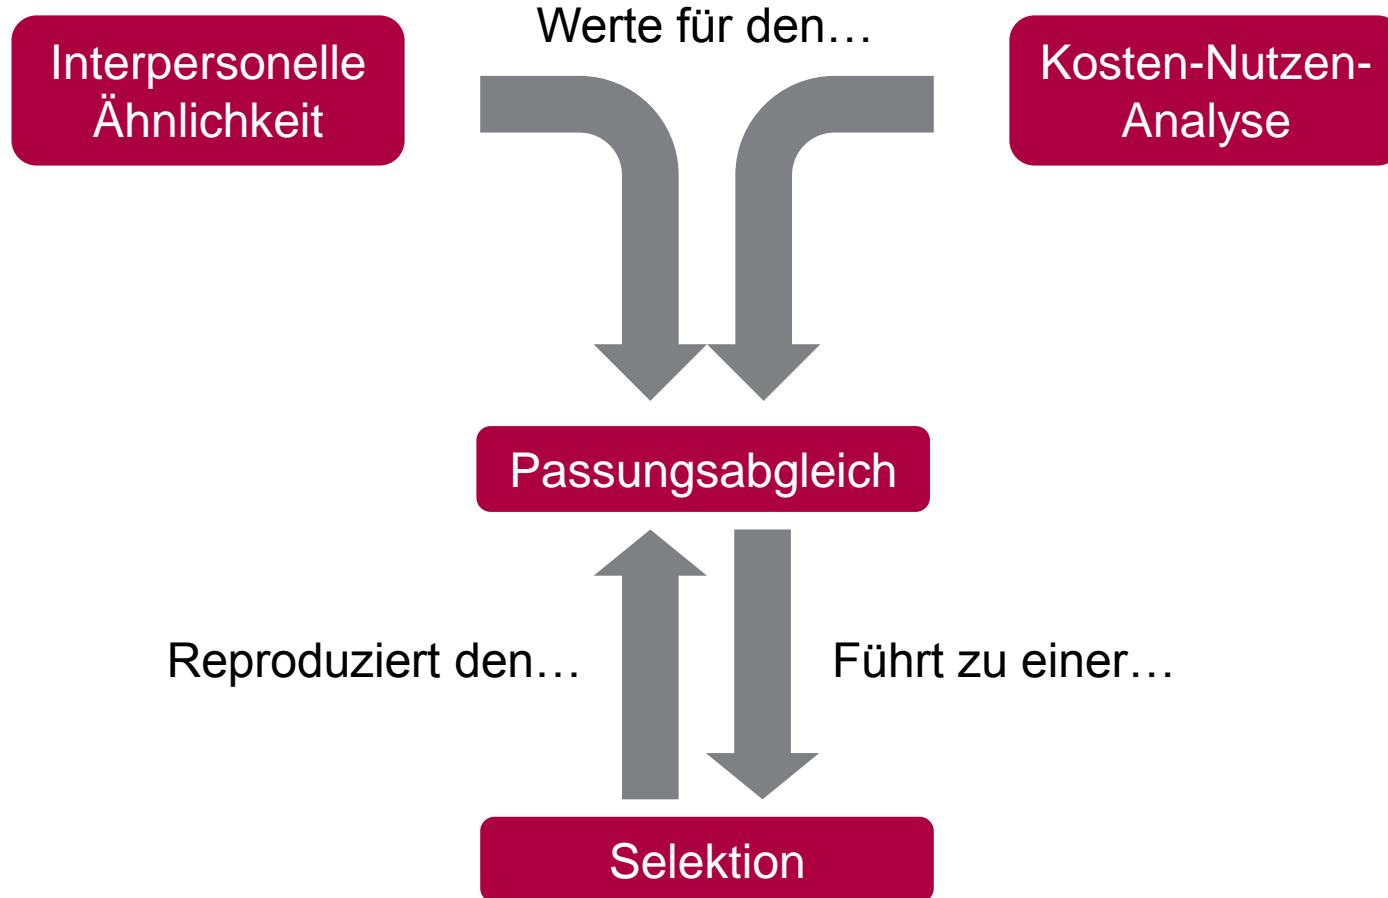 Werte für den…
Interpersonelle
Ähnlichkeit
Kosten-Nutzen-
Analyse
Passungsabgleich
Reproduziert den…
Führt zu einer…
Selektion